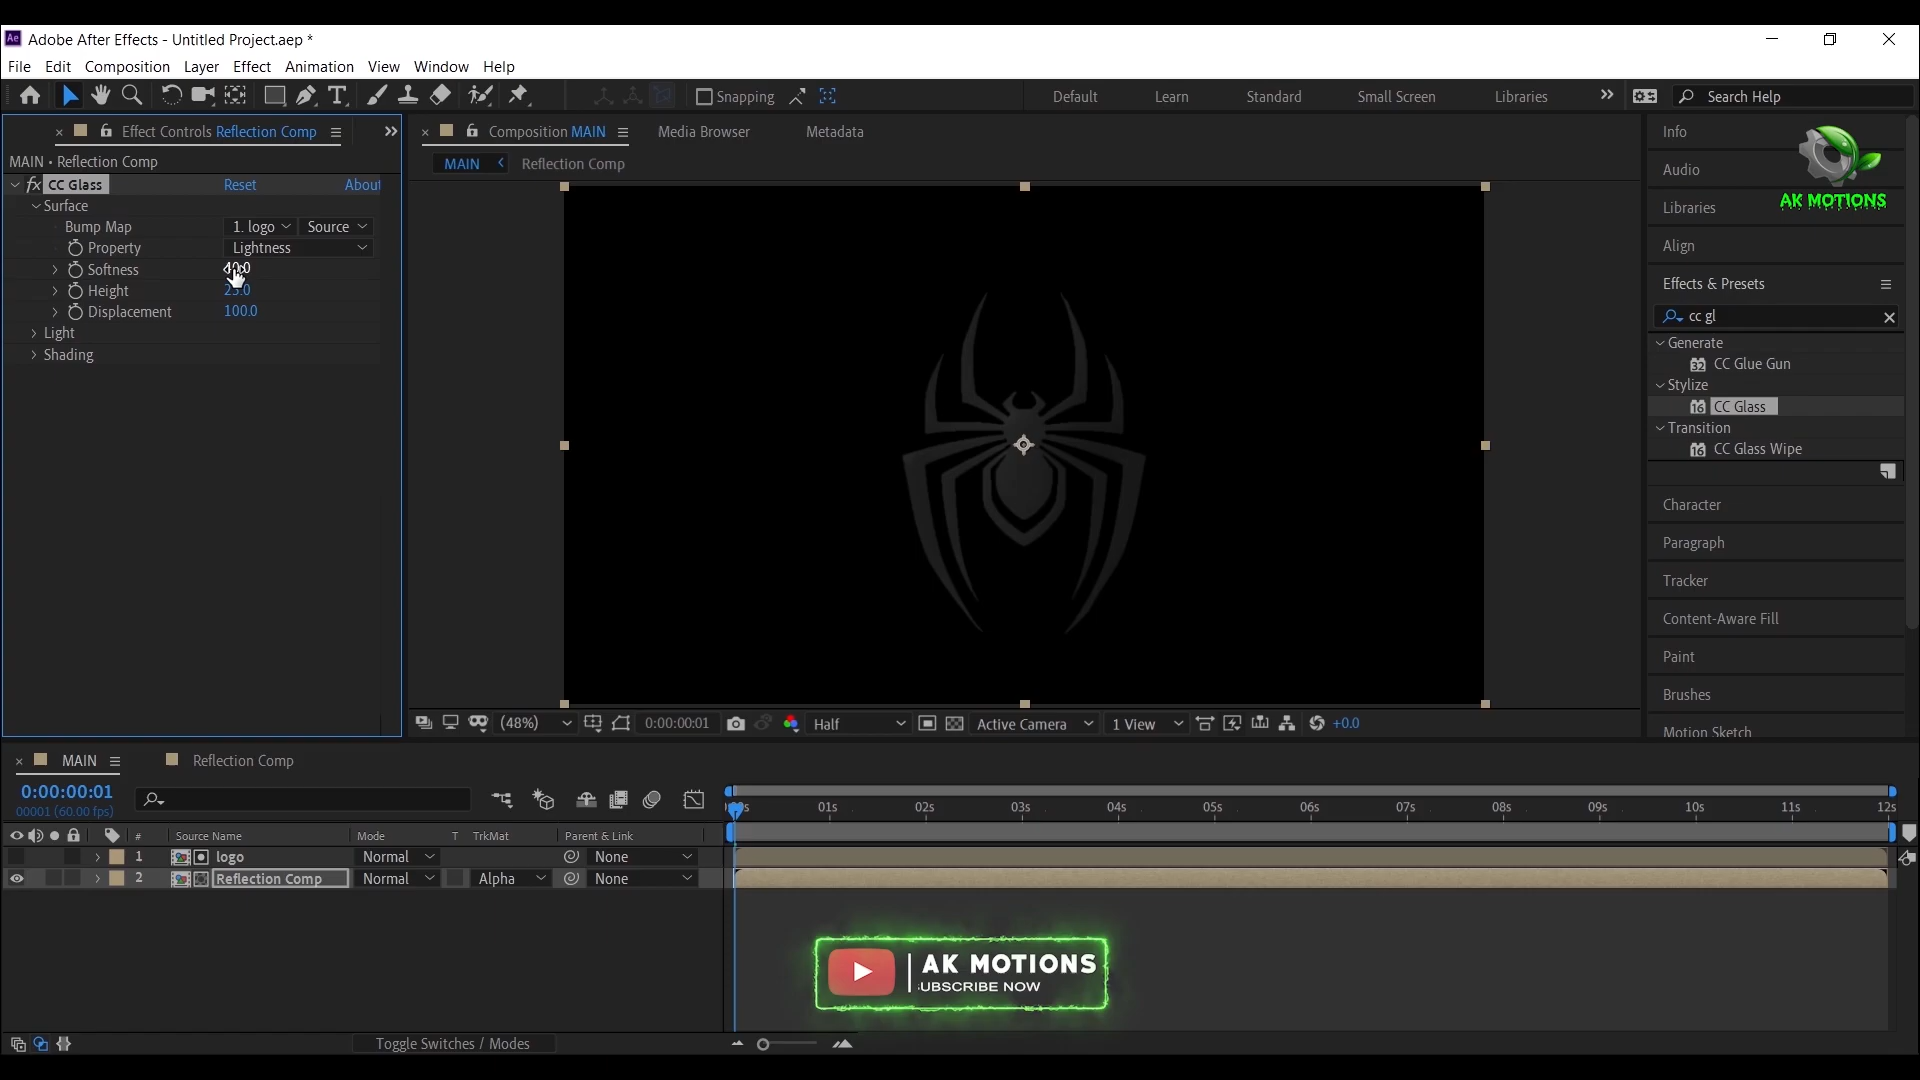 Adobe After Effects - Untitled Project.aep *
File Edit Composition Layer Effect Animation View Window Help
Snapping Default Learn Standard Small Screen Libraries Search Help
Effect Controls Reflection Comp
Composition MAIN Media Browser Metadata
Info
MAIN • Reflection Comp
MAIN Reflection Comp
Audio
AK MOTIONS
fx CC Glass Reset About
Surface
Libraries
Bump Map 1. logo Source
Property Lightness
Align
Softness
Height
Effects & Presets
Displacement 100.0
cc gl
Light
Generate
Shading
CC Glue Gun
Stylize
CC Glass
Transition
CC Glass Wipe
Character
Paragraph
Tracker
Content-Aware Fill
Paint
Brushes
Motion Sketch
(48%) 0:00:00:01 Half Active Camera 1 View +0.0
MAIN Reflection Comp
0:00:00:01
00001 (60.00 fps)
01s 02s 03s 04s 05s 06s 07s 08s 09s 10s 11s 12s
# Source Name Mode T TrkMat Parent & Link
1 logo Normal None
2 Reflection Comp Normal Alpha None
AK MOTIONS
UBSCRIBE NOW
Toggle Switches / Modes